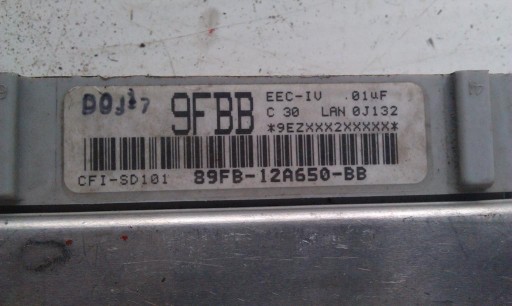 9FBB
EEC-IV .01uF
C 30 LAN 0J132
*9EZXXX2XXXXX*
CFI-SD101 89FB-12A650-BB